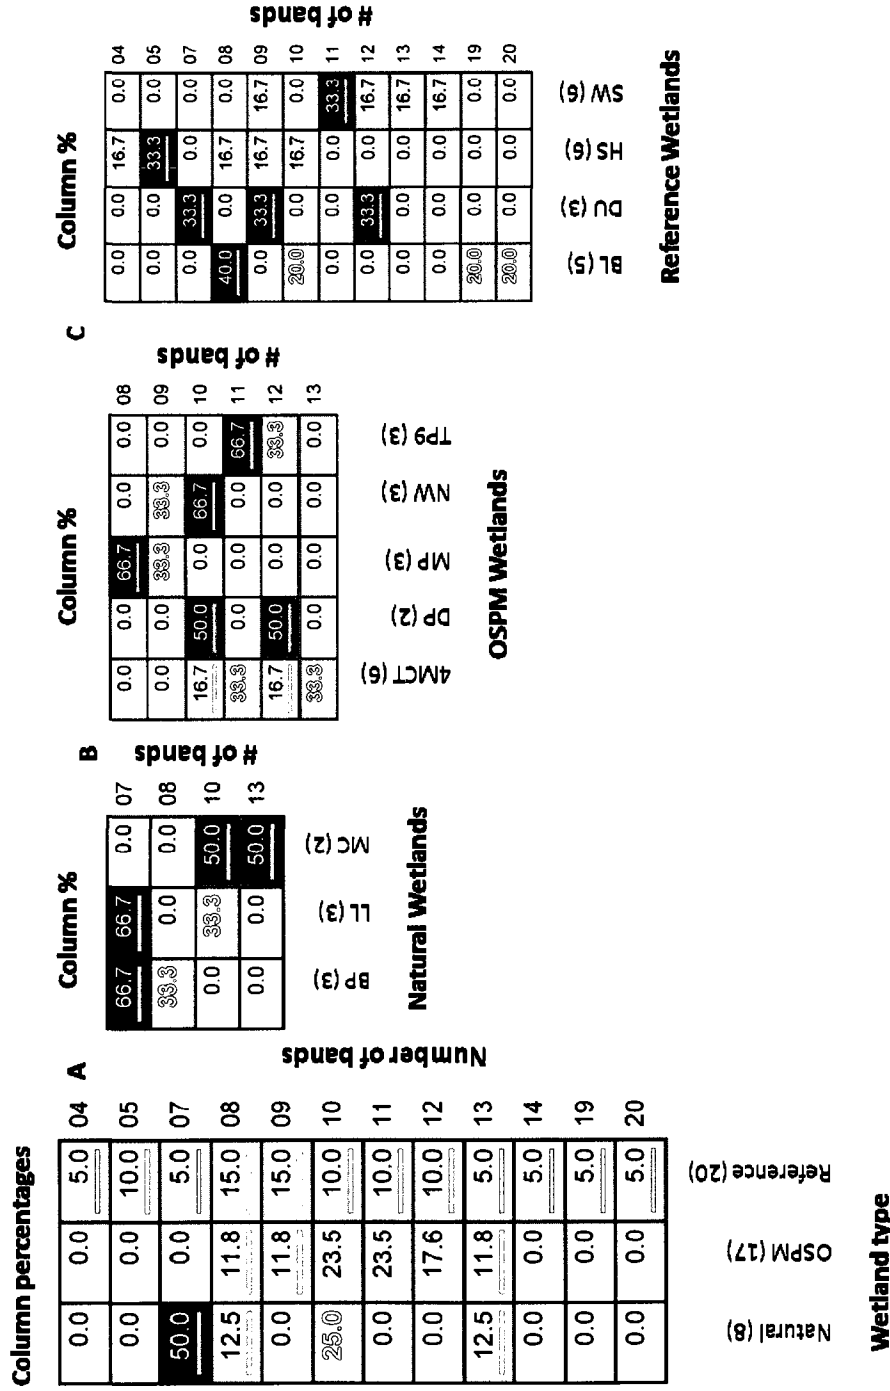 Column percentages
0.0 0.0 5.0 04
0.0 0.0 10.0 05
50.0 0.0 5.0 07
12.5 11.8 15.0 08
0.0 11.8 15.0 09
25.0 23.5 10.0 10
0.0 23.5 10.0 11
0.0 17.6 10.0 12
12.5 11.8 5.0 13
0.0 0.0 5.0 14
0.0 0.0 5.0 19
0.0 0.0 5.0 20
Natural (8) OSPM (17) Reference (20)
Wetland type
Number of bands
A
Column %
66.7 66.7 0.0 07
33.3 0.0 0.0 08
0.0 33.3 50.0 10
0.0 0.0 50.0 13
BP (3) LL (3) MC (2)
Natural Wetlands
# of bands
B
Column %
0.0 0.0 66.7 0.0 0.0 08
0.0 0.0 33.3 33.3 0.0 09
16.7 50.0 0.0 66.7 0.0 10
33.3 0.0 0.0 0.0 66.7 11
16.7 50.0 0.0 0.0 33.3 12
33.3 0.0 0.0 0.0 0.0 13
4MCT (6) DP (2) MP (3) NW (3) TP9 (3)
OSPM Wetlands
# of bands
C
Column %
0.0 0.0 16.7 0.0 04
0.0 0.0 33.3 0.0 05
0.0 33.3 0.0 0.0 07
40.0 0.0 16.7 0.0 08
0.0 33.3 16.7 16.7 09
20.0 0.0 16.7 0.0 10
0.0 0.0 0.0 33.3 11
0.0 33.3 0.0 16.7 12
0.0 0.0 0.0 16.7 13
0.0 0.0 0.0 16.7 14
20.0 0.0 0.0 0.0 19
20.0 0.0 0.0 0.0 20
BL (5) DU (3) HS (6) SW (6)
Reference Wetlands
# of bands